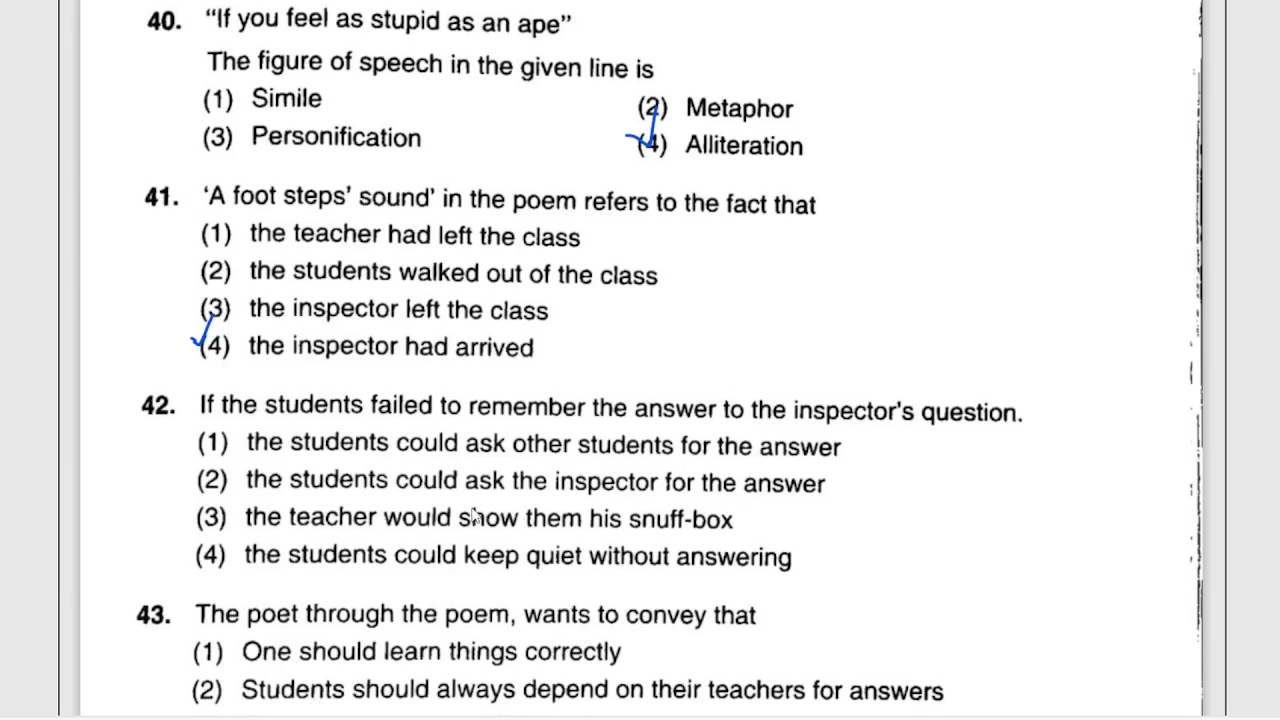 40. “If you feel as stupid as an ape”
The figure of speech in the given line is
(1) Simile (2) Metaphor
(3) Personification (4) Alliteration
41. ‘A foot steps’ sound’ in the poem refers to the fact that
(1) the teacher had left the class
(2) the students walked out of the class
(3) the inspector left the class
(4) the inspector had arrived
42. If the students failed to remember the answer to the inspector's question.
(1) the students could ask other students for the answer
(2) the students could ask the inspector for the answer
(3) the teacher would show them his snuff-box
(4) the students could keep quiet without answering
43. The poet through the poem, wants to convey that
(1) One should learn things correctly
(2) Students should always depend on their teachers for answers